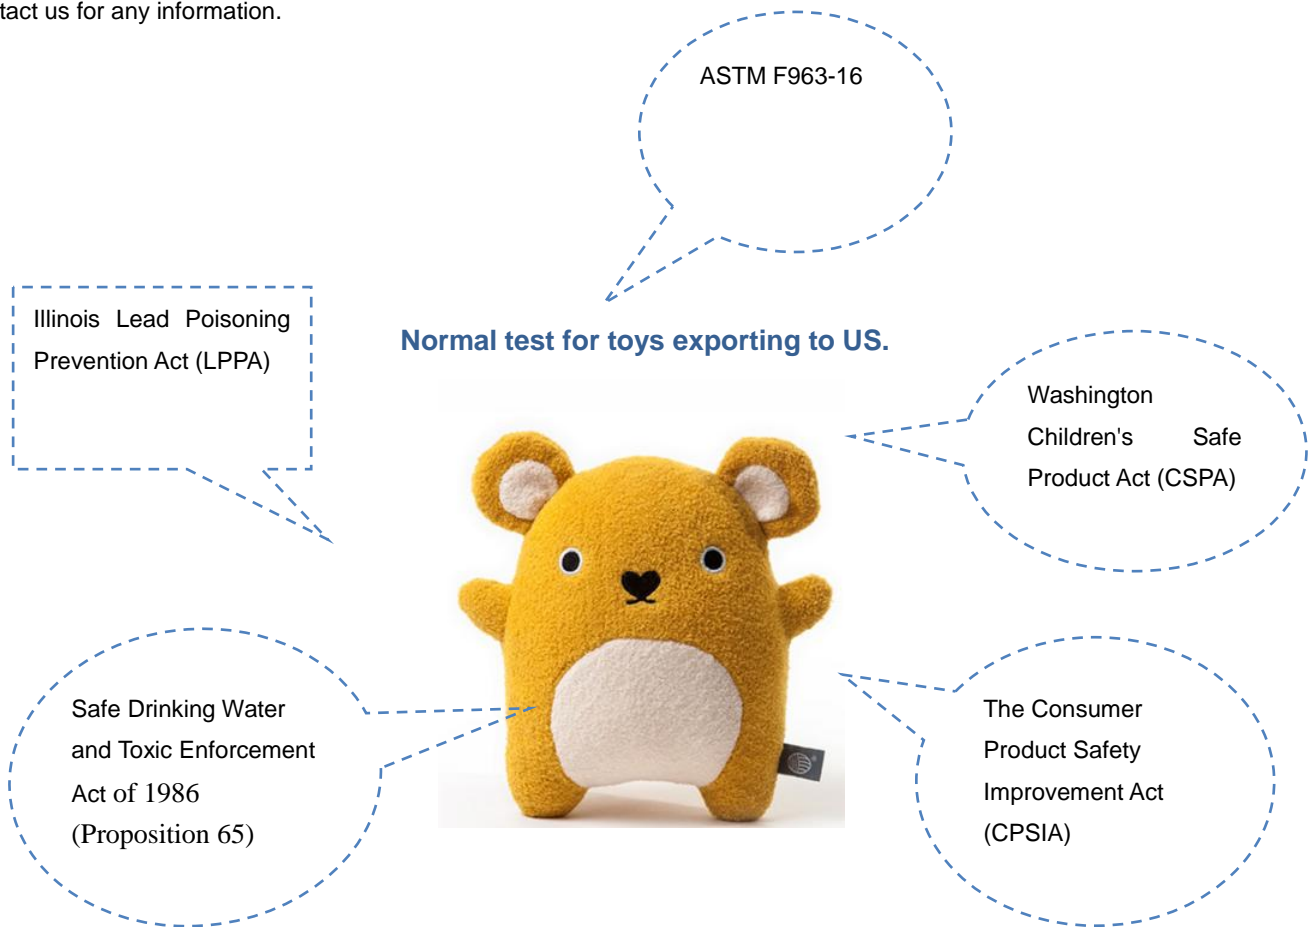 tact us for any information.
ASTM F963-16
Illinois Lead Poisoning
Prevention Act (LPPA)
Normal test for toys exporting to US.
Washington
Children's Safe
Product Act (CSPA)
Safe Drinking Water
and Toxic Enforcement
Act of 1986
(Proposition 65)
The Consumer
Product Safety
Improvement Act
(CPSIA)